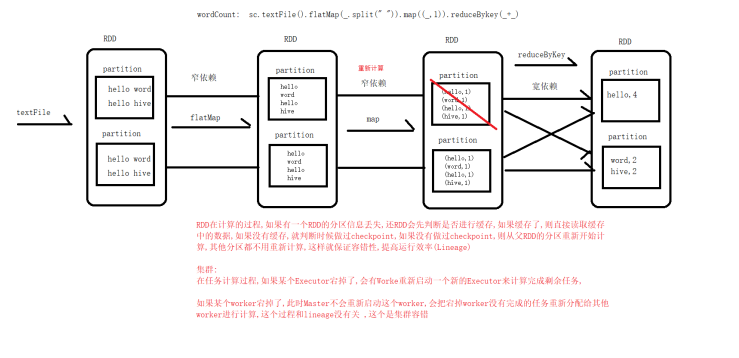 wordCount: sc.textFile().flatMap(_.split(" ")).map((_,1)).reduceBykey(_+_)
RDD
RDD
RDD
RDD
reduceByKey
重新计算
窄依赖
窄依赖
宽依赖
textFile
flatMap
map
partition
hello word
hello hive
partition
hello word
hello hive
partition
hello
word
hello
hive
partition
hello
word
hello
hive
partition
(hello,1)
(word,1)
(hello,1)
(hive,1)
partition
(hello,1)
(word,1)
(hello,1)
(hive,1)
partition
hello,4
partition
word,2
hive,2
RDD在计算的过程,如果有一个RDD的分区信息丢失,还RDD会先判断是否进行缓存,如果缓存了,则直接读取缓存
中的数据,如果没有缓存,就判断时候做过checkpoint,如果没有做过checkpoint,则从父RDD的分区重新开始计
算,其他分区都不用重新计算,这样就保证容错性,提高运行效率(Lineage)
集群:
在任务计算过程,如果某个Executor宕掉了,会有Worke重新启动一个新的Executor来计算完成剩余任务,
如果某个worker宕掉了,此时Master不会重新启动这个worker,会把宕掉worker没有完成的任务重新分配给其他
worker进行计算,这个过程和lineage没有关 ,这个是集群容错